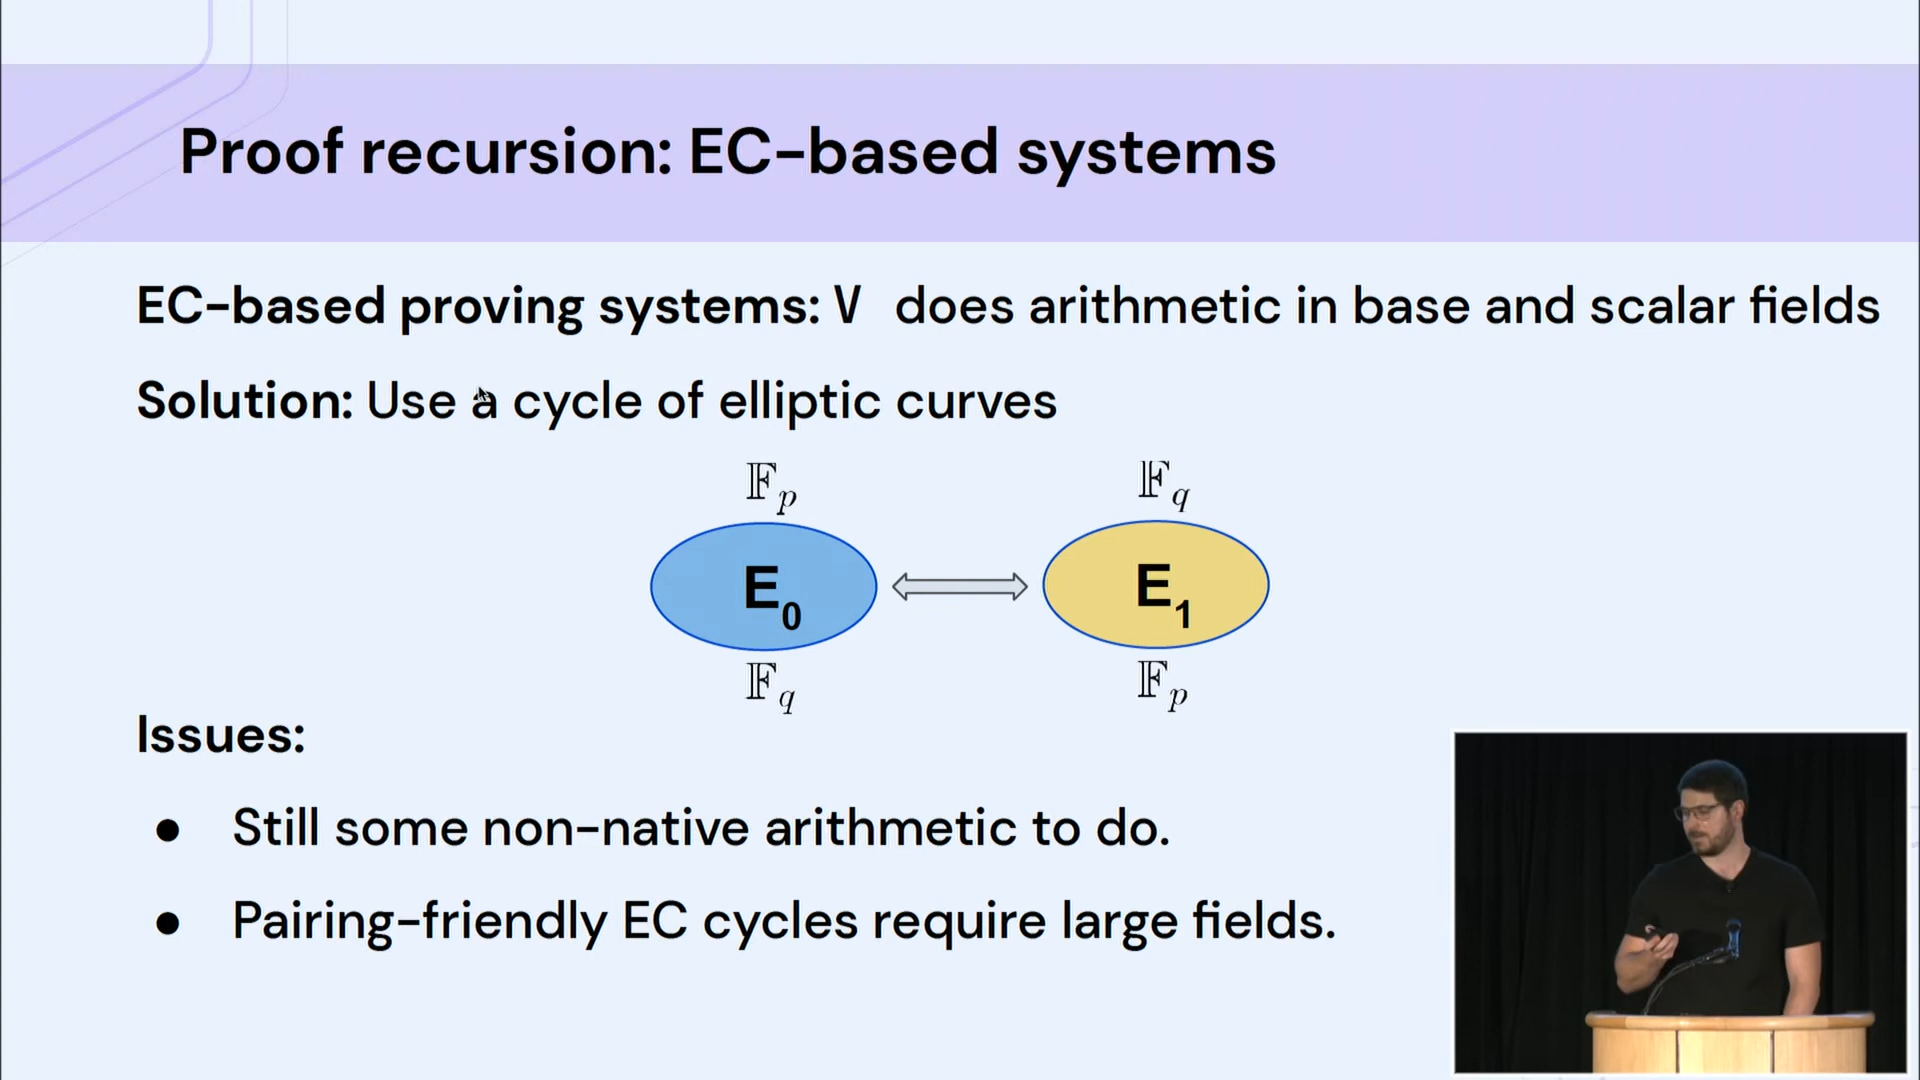 Proof recursion: EC-based systems
EC-based proving systems: V does arithmetic in base and scalar fields
Solution: Use a cycle of elliptic curves
𝔽p 𝔽q
E0 E1
𝔽q 𝔽p
Issues:
● Still some non-native arithmetic to do.
● Pairing-friendly EC cycles require large fields.